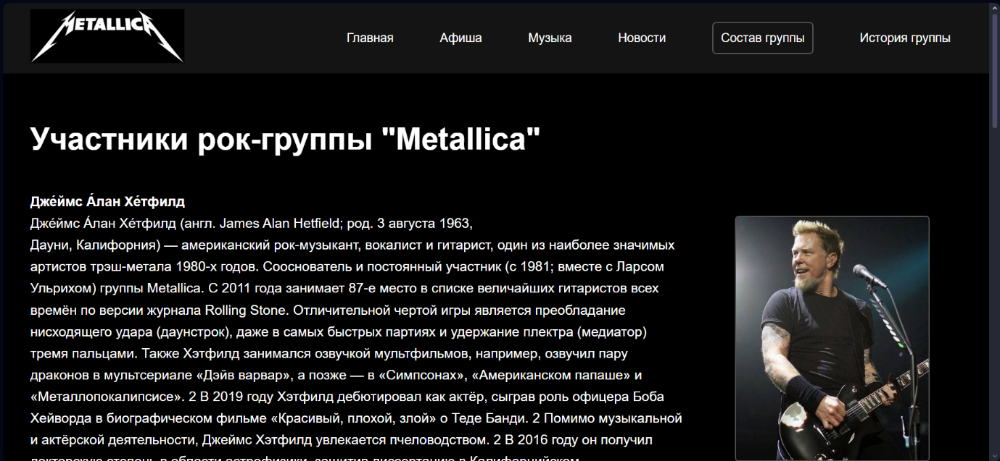 METALLICA
Главная
Афиша
Музыка
Новости
Состав группы
История группы
Участники рок-группы "Metallica"
Дже́ймс А́лан Хе́тфилд
Дже́ймс А́лан Хе́тфилд (англ. James Alan Hetfield; род. 3 августа 1963,
Дауни, Калифорния) — американский рок-музыкант, вокалист и гитарист, один из наиболее значимых
артистов трэш-метала 1980-х годов. Сооснователь и постоянный участник (с 1981; вместе с Ларсом
Ульрихом) группы Metallica. С 2011 года занимает 87-е место в списке величайших гитаристов всех
времён по версии журнала Rolling Stone. Отличительной чертой игры является преобладание
нисходящего удара (даунстрок), даже в самых быстрых партиях и удержание плектра (медиатор)
тремя пальцами. Также Хэтфилд занимался озвучкой мультфильмов, например, озвучил пару
драконов в мультсериале «Дэйв варвар», а позже — в «Симпсонах», «Американском папаше» и
«Металлопокалипсисе». 2 В 2019 году Хэтфилд дебютировал как актёр, сыграв роль офицера Боба
Хейворда в биографическом фильме «Красивый, плохой, злой» о Теде Банди. 2 Помимо музыкальной
и актёрской деятельности, Джеймс Хэтфилд увлекается пчеловодством. 2 В 2016 году он получил
докторскую степень в области астрофизики, защитив диссертацию в Калифорнийском